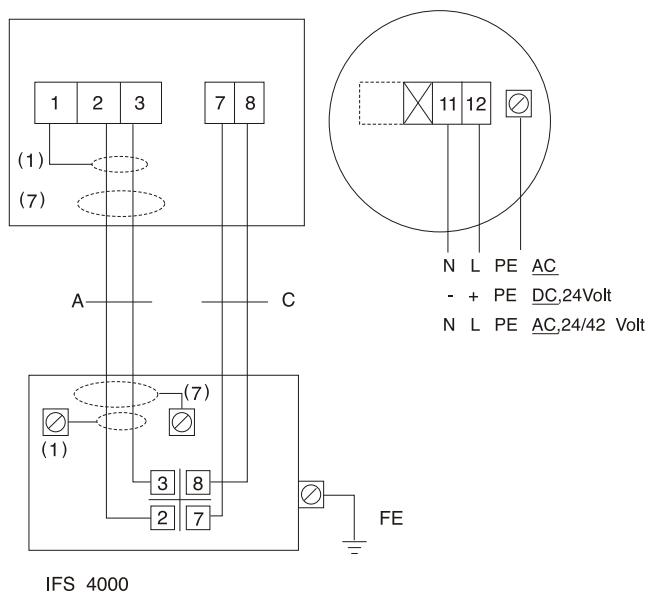 1 2 3 7 8
11 12
(1)
(7)
N L PE AC
- + PE DC,24Volt
N L PE AC,24/42 Volt
A C
(7)
(1)
3 8
2 7
FE
IFS 4000